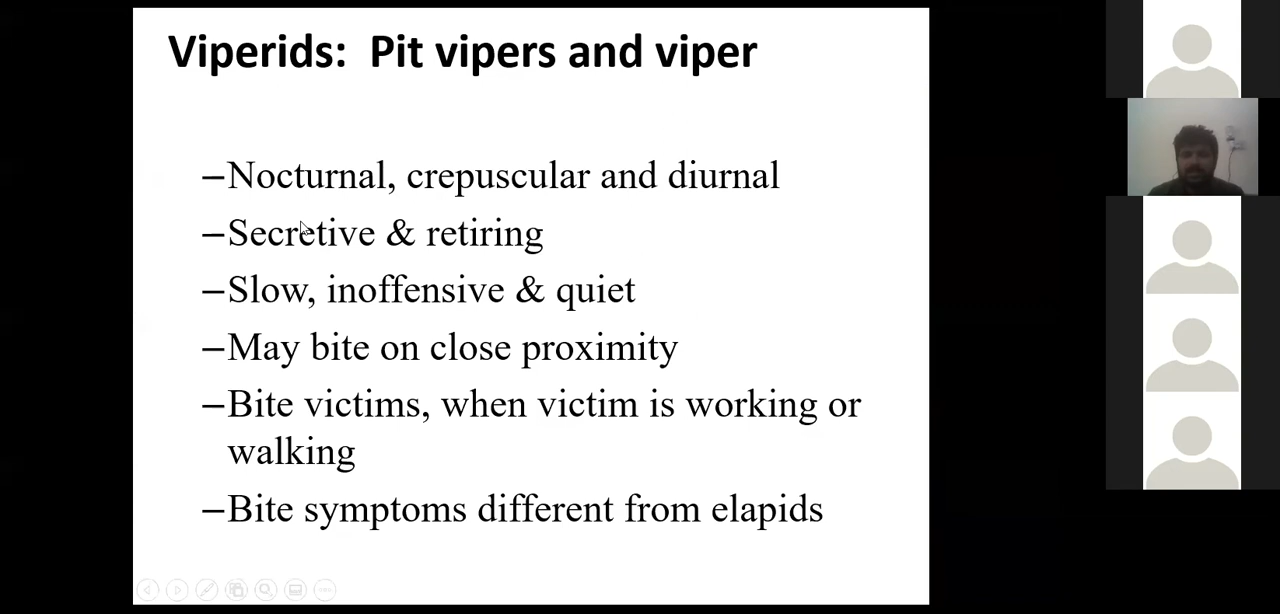 Viperids:  Pit vipers and viper
–Nocturnal, crepuscular and diurnal
–Secretive & retiring
–Slow, inoffensive & quiet
–May bite on close proximity
–Bite victims, when victim is working or
walking
–Bite symptoms different from elapids